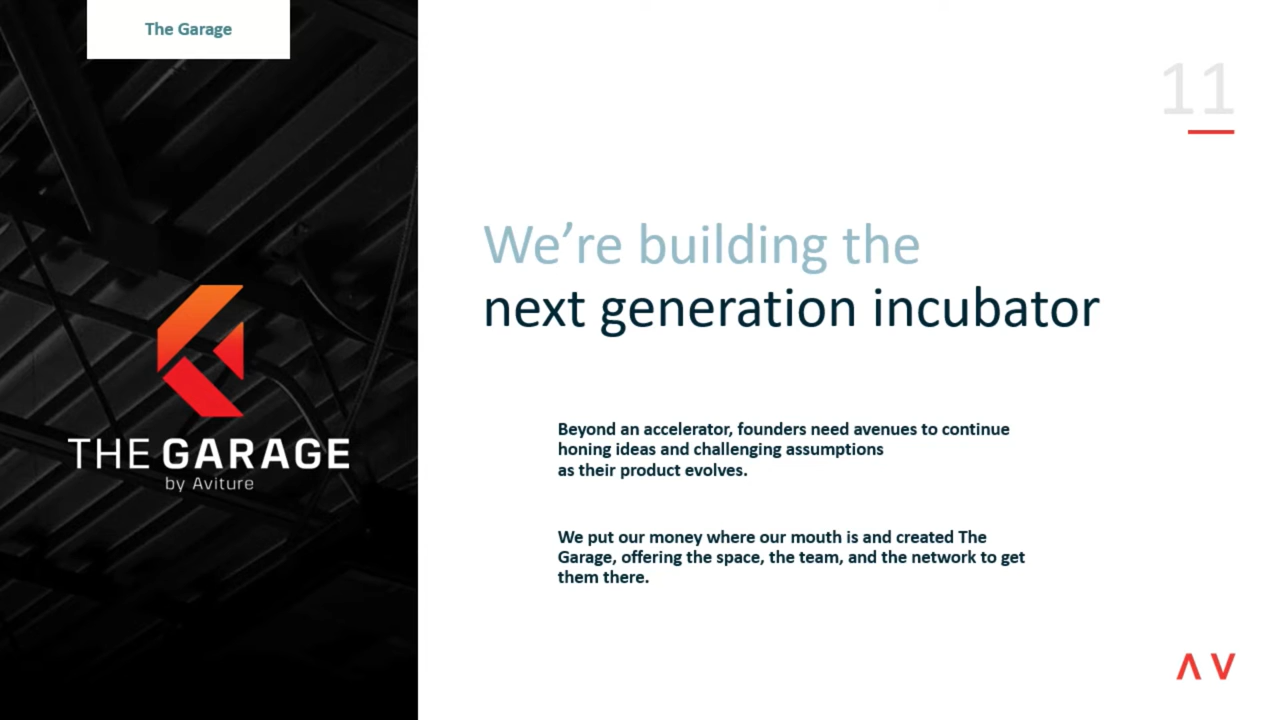 The Garage
11
We’re building the
next generation incubator
THE GARAGE
by Aviture
Beyond an accelerator, founders need avenues to continue
honing ideas and challenging assumptions
as their product evolves.
We put our money where our mouth is and created The
Garage, offering the space, the team, and the network to get
them there.
AV